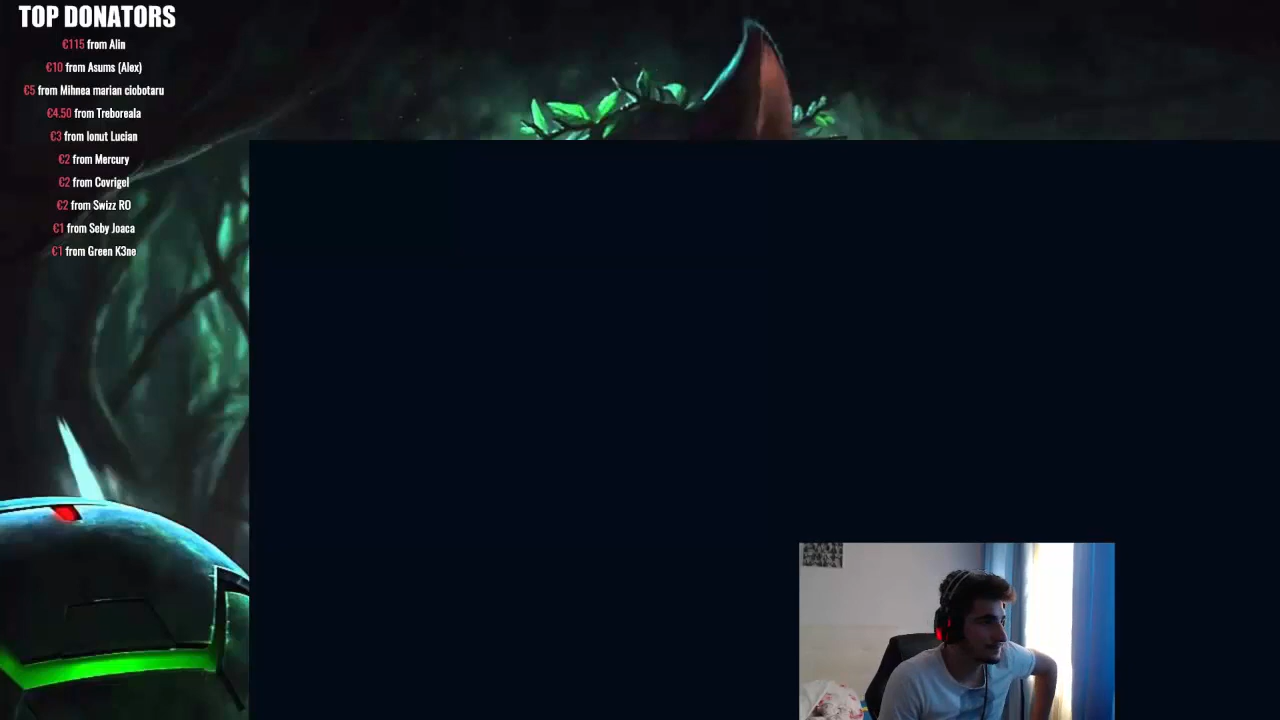 TOP DONATORS
€115 from Alin
€10 from Asums (Alex)
€5 from Mihnea marian ciobotaru
€4.50 from Treboreala
€3 from Ionut Lucian
€2 from Mercury
€2 from Covrigel
€2 from Swizz RO
€1 from Seby Joaca
€1 from Green K3ne